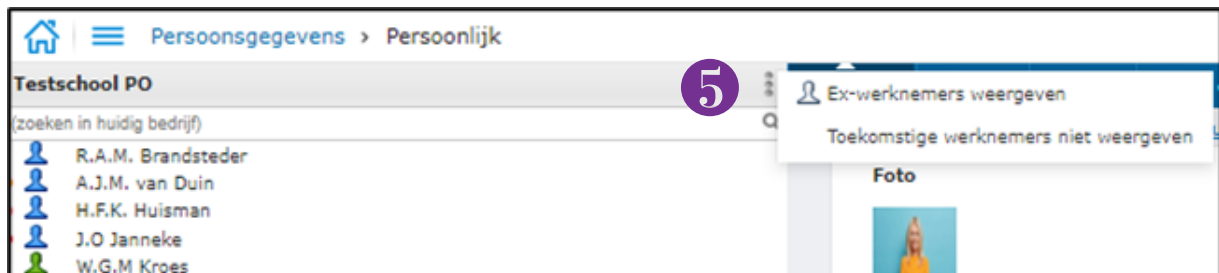 Persoonsgegevens › Persoonlijk
Testschool PO
5
Ex-werknemers weergeven
(zoeken in huidig bedrijf)
Toekomstige werknemers niet weergeven
R.A.M. Brandsteder
A.J.M. van Duin
H.F.K. Huisman
J.O Janneke
W.G.M Kroes
Foto